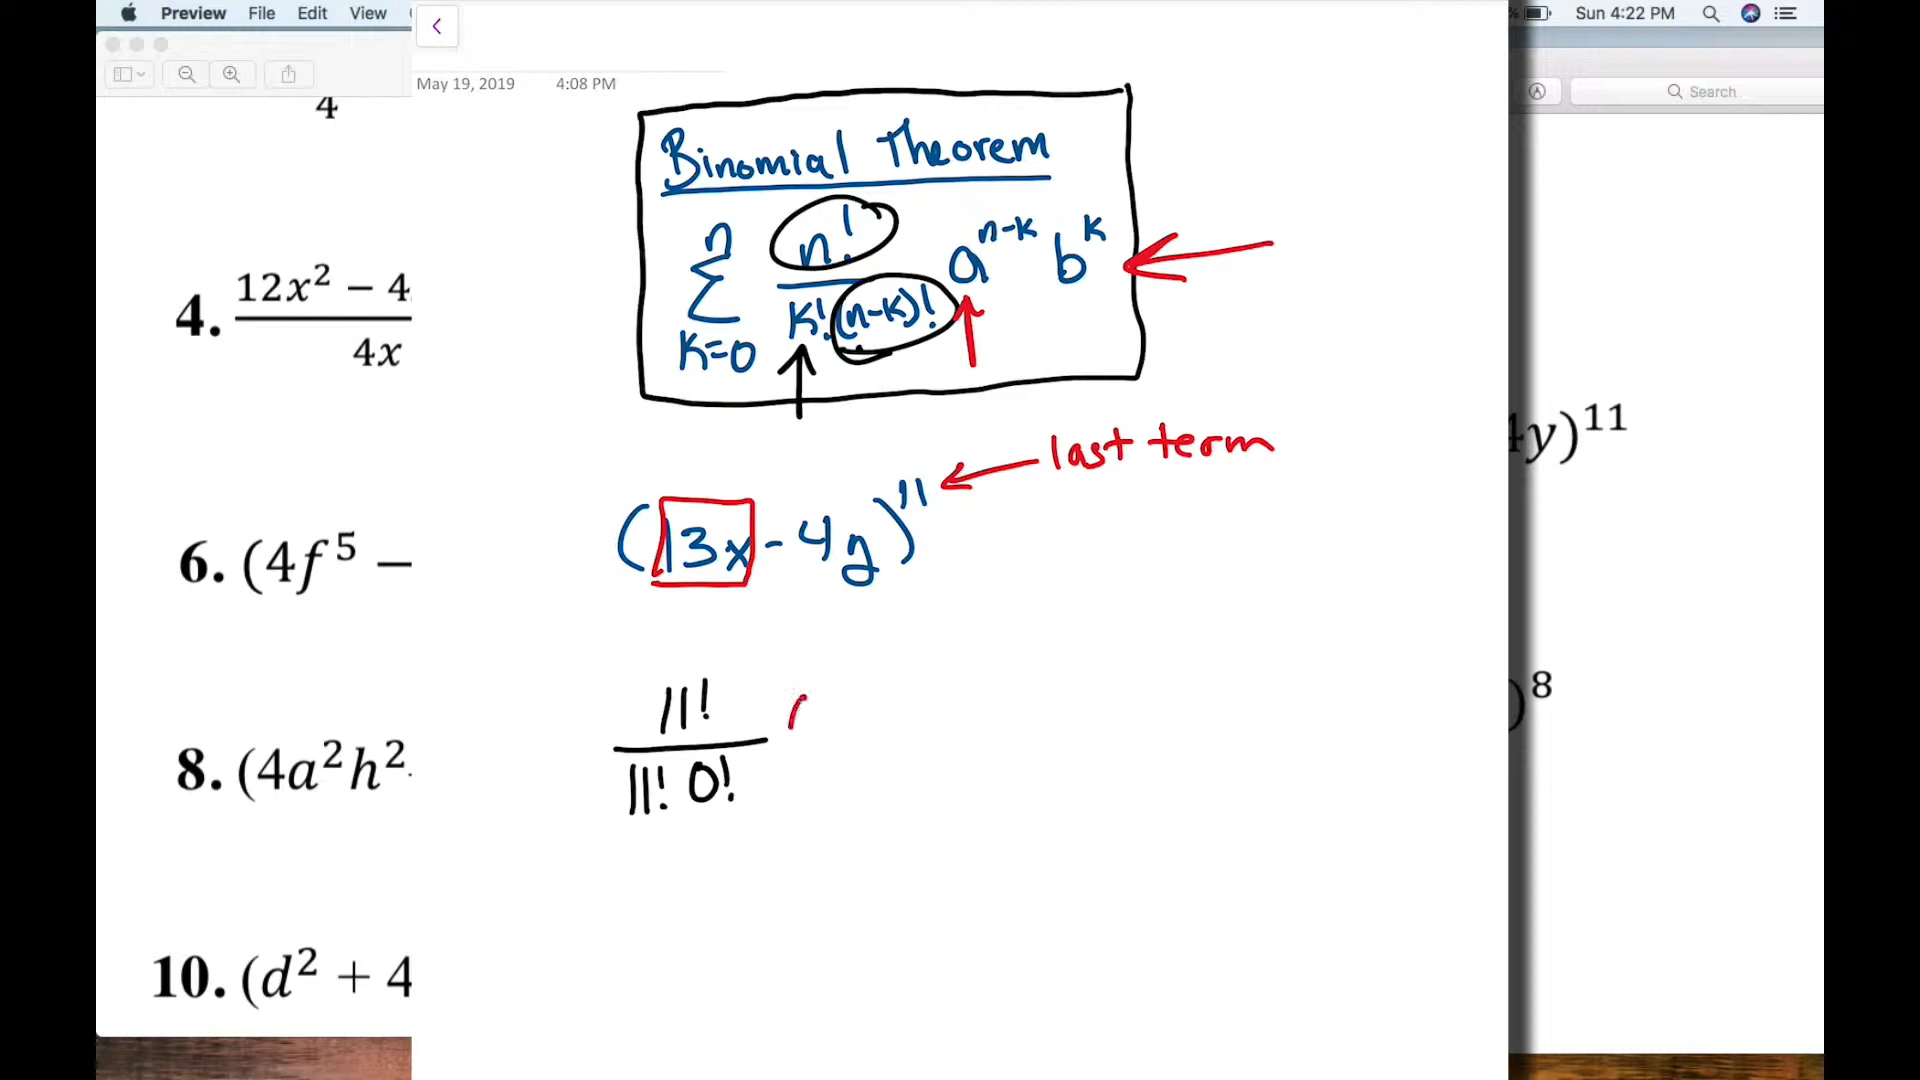 Preview File Edit View
Sun 4:22 PM
May 19, 2019 4:08 PM
Search
4
Binomial Theorem
n n! a^{n-k} b^k
Σ
k=0 k!(n-k)!
4. 12x² − 4
4x
last term
4y)¹¹
(13x-4y)¹¹
6. (4f⁵ −
)⁸
11!
11! 0!
8. (4a²h²
10. (d² + 4